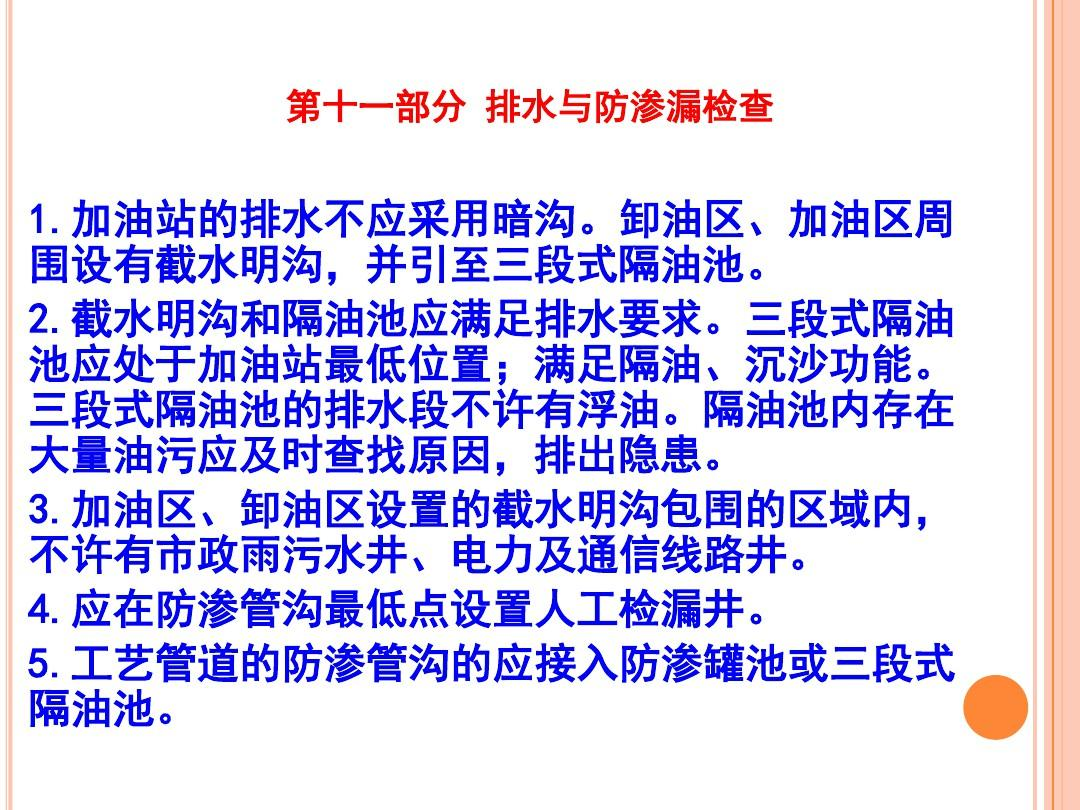 第十一部分 排水与防渗漏检查
1.加油站的排水不应采用暗沟。卸油区、加油区周
围设有截水明沟，并引至三段式隔油池。
2.截水明沟和隔油池应满足排水要求。三段式隔油
池应处于加油站最低位置；满足隔油、沉沙功能。
三段式隔油池的排水段不许有浮油。隔油池内存在
大量油污应及时查找原因，排出隐患。
3.加油区、卸油区设置的截水明沟包围的区域内，
不许有市政雨污水井、电力及通信线路井。
4.应在防渗管沟最低点设置人工检漏井。
5.工艺管道的防渗管沟的应接入防渗罐池或三段式
隔油池。